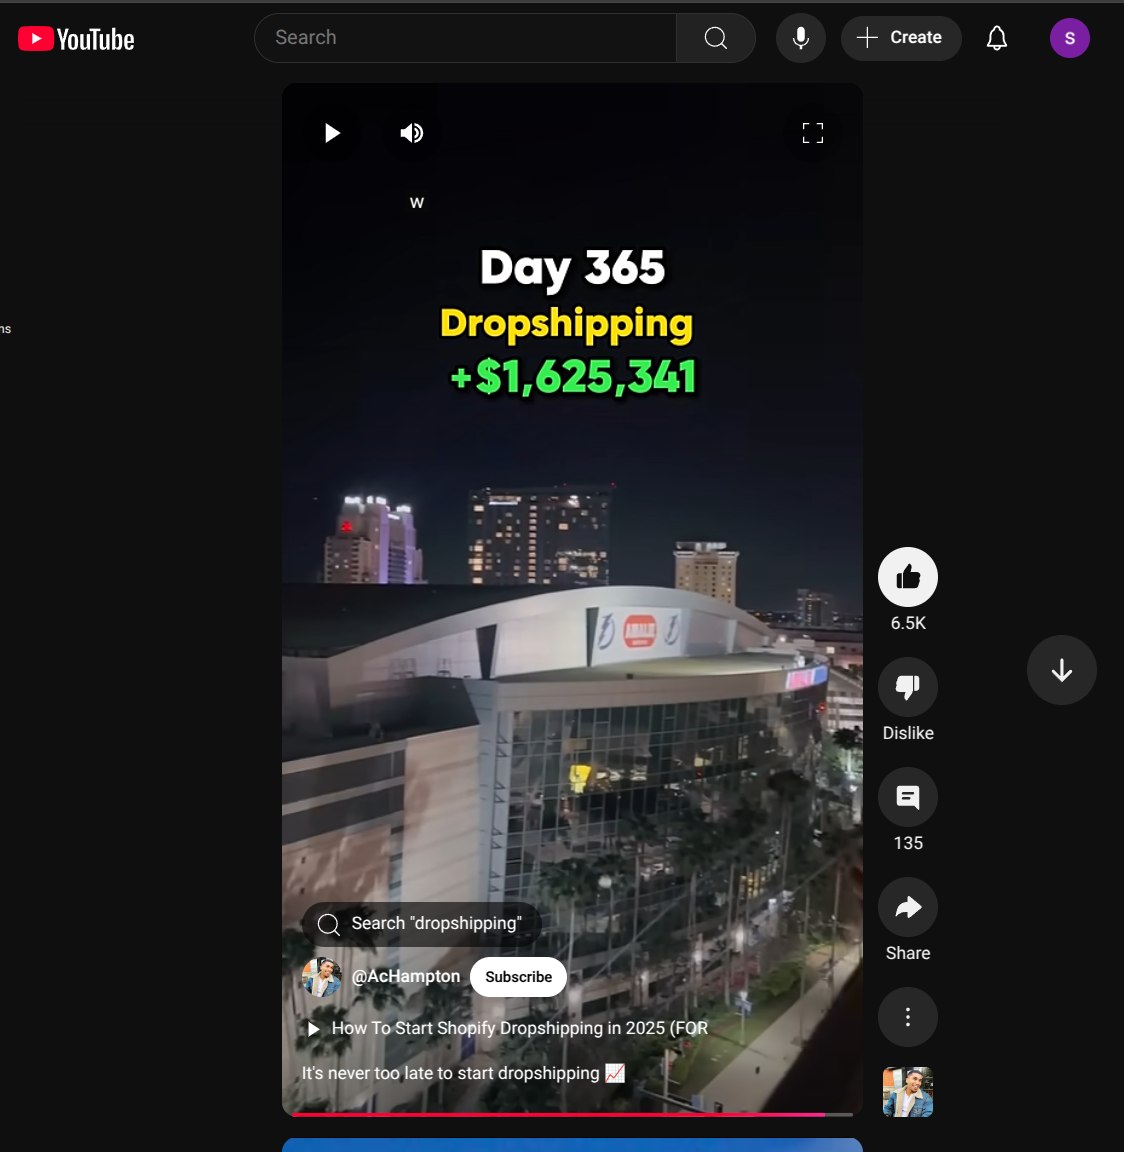 YouTube
Search
Create
S
W
Day 365
Dropshipping
+$1,625,341
ns
6.5K
Dislike
135
Share
Search "dropshipping"
@AcHampton
Subscribe
How To Start Shopify Dropshipping in 2025 (FOR
It's never too late to start dropshipping 📈